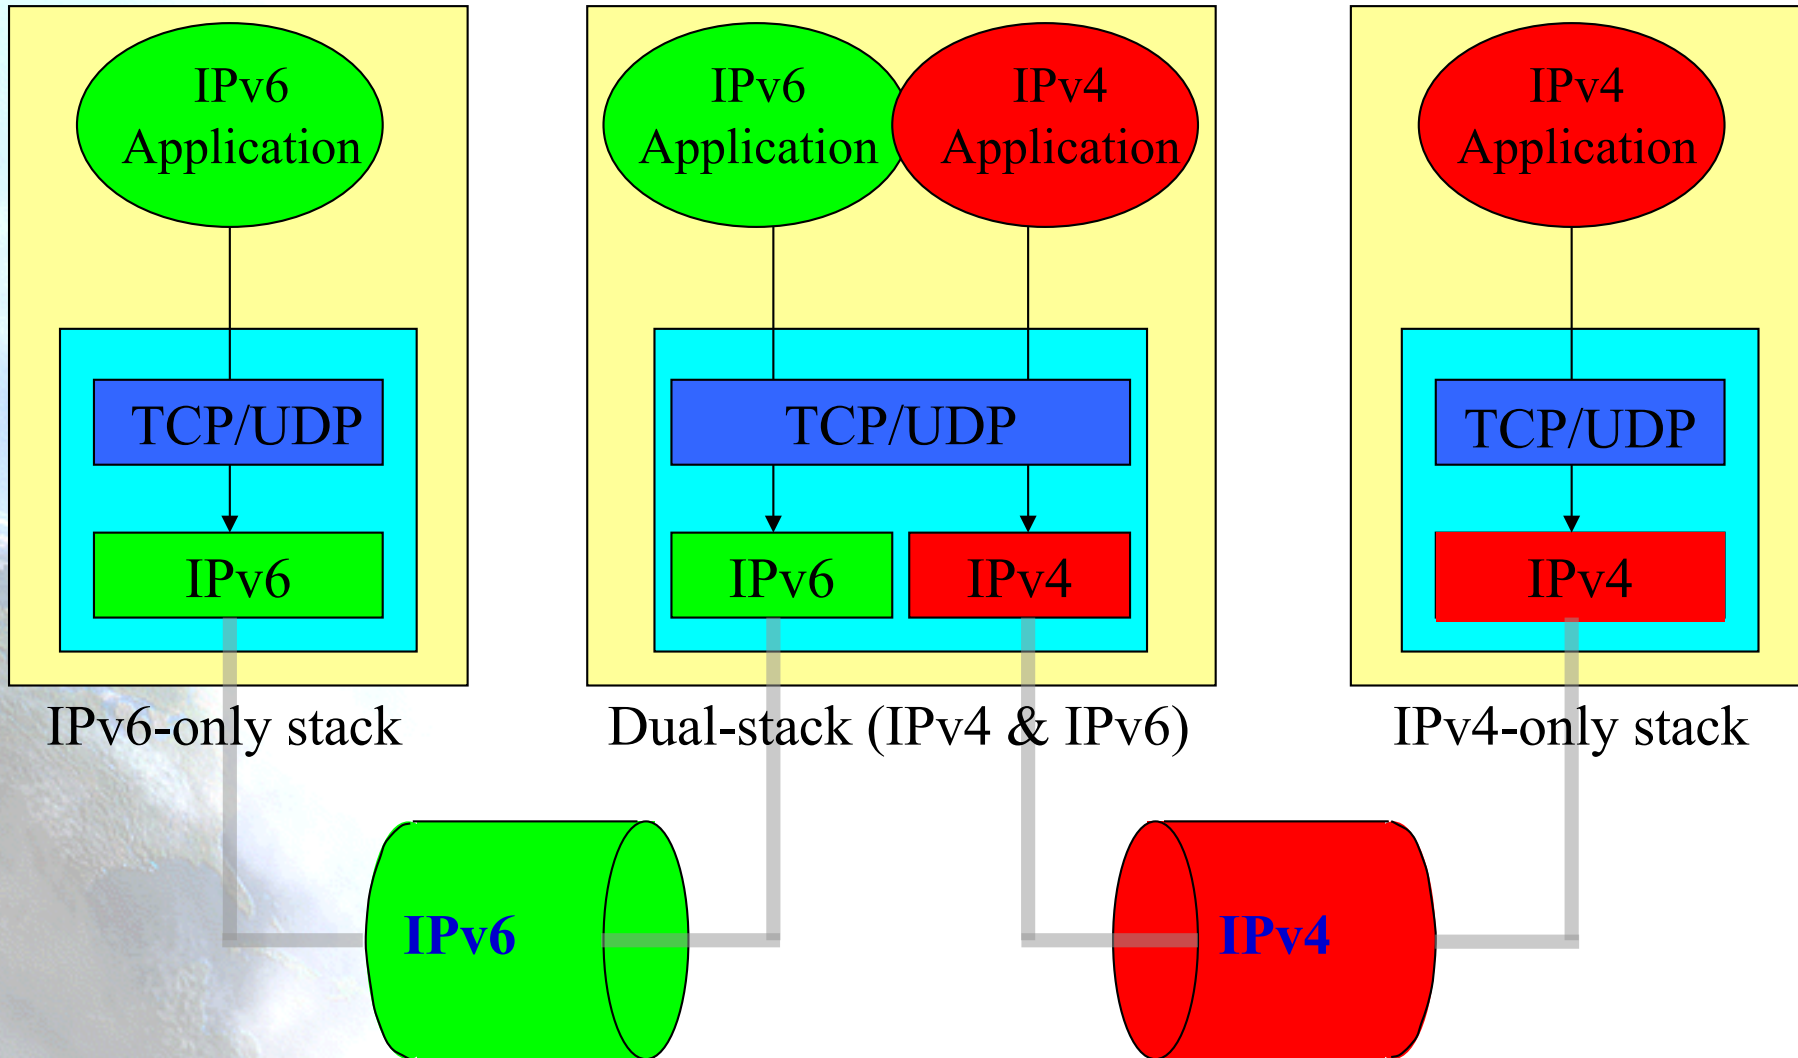 IPv6
Application
IPv6
Application
IPv4
Application
IPv4
Application
TCP/UDP
TCP/UDP
TCP/UDP
IPv6
IPv6
IPv4
IPv4
IPv6-only stack
Dual-stack (IPv4 & IPv6)
IPv4-only stack
IPv6
IPv4